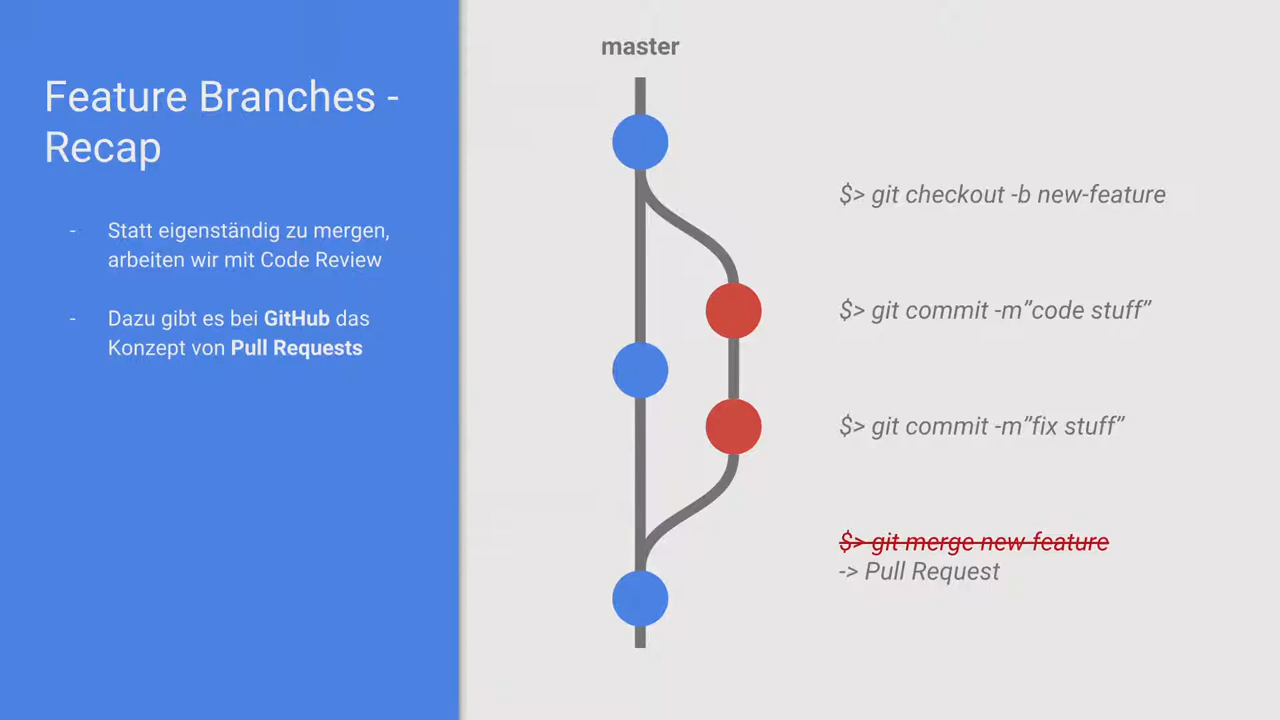 Feature Branches -
Recap
- Statt eigenständig zu mergen,
arbeiten wir mit Code Review
- Dazu gibt es bei GitHub das
Konzept von Pull Requests
master
$> git checkout -b new-feature
$> git commit -m”code stuff”
$> git commit -m”fix stuff”
$> git merge new-feature
-> Pull Request